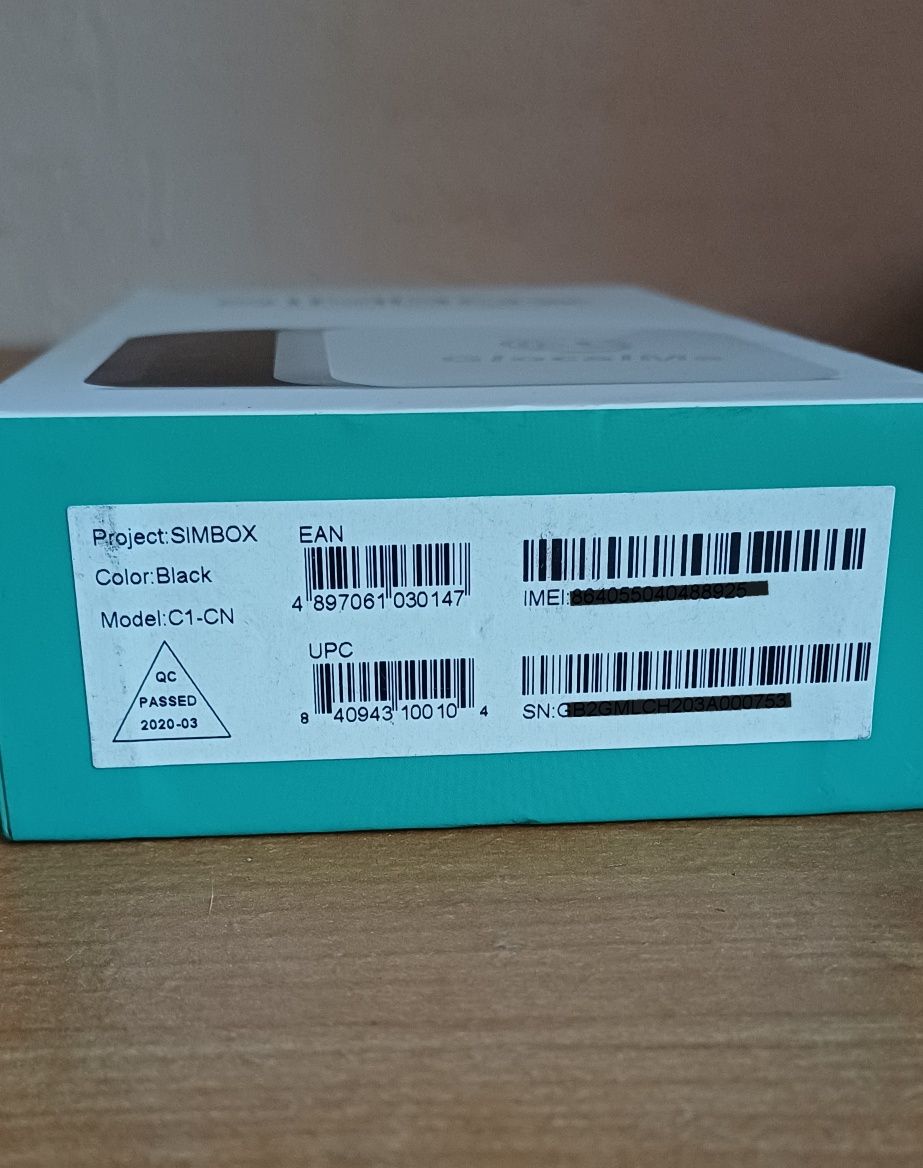 GlocalMe
Project:SIMBOX
Color:Black
Model:C1-CN
QC
PASSED
2020-03
EAN
4 897061 030147
UPC
8 40943 10010 4
IMEI:
SN: